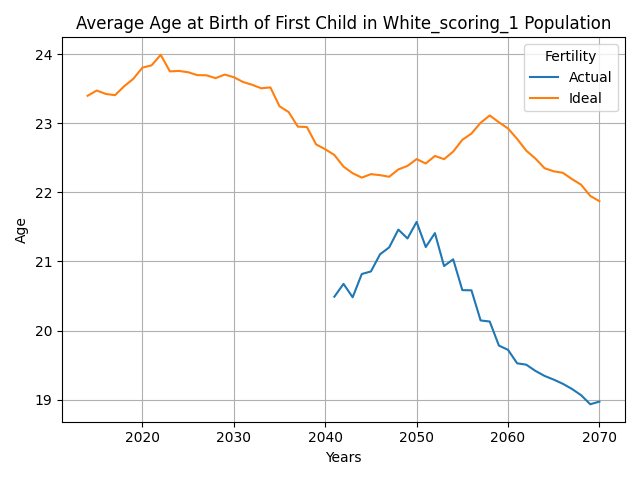 Average Age at Birth of First Child in White_scoring_1 Population
Fertility
Actual
Ideal
Age
24
23
22
21
20
19
2020
2030
2040
2050
2060
2070
Years